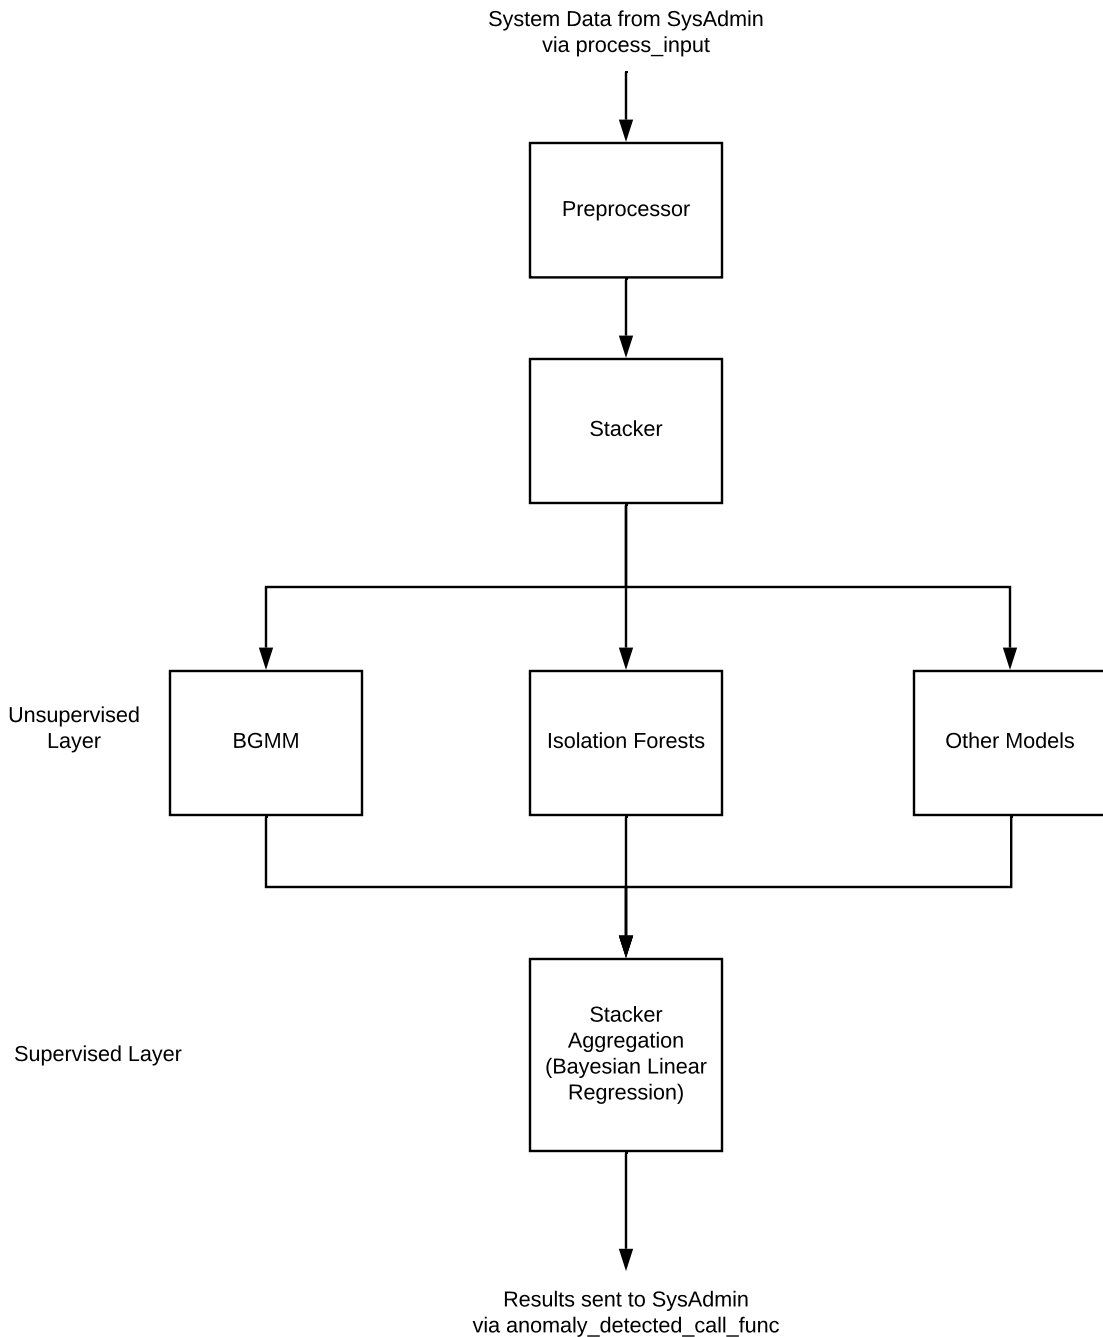 System Data from SysAdmin
via process_input
Preprocessor
Stacker
Unsupervised
Layer
BGMM
Isolation Forests
Other Models
Supervised Layer
Stacker
Aggregation
(Bayesian Linear
Regression)
Results sent to SysAdmin
via anomaly_detected_call_func